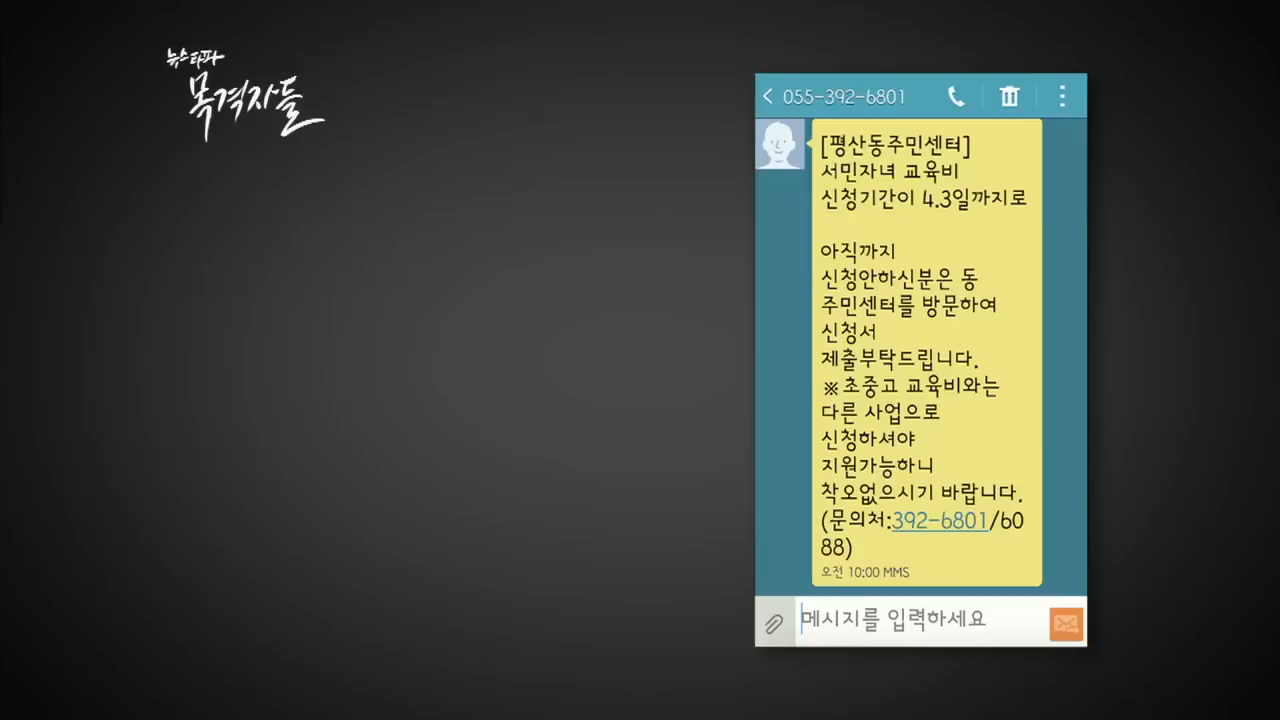 뉴스타파
목격자들
055-392-6801
[평산동주민센터]
서민자녀 교육비
신청기간이 4.3일까지로
아직까지
신청안하신분은 동
주민센터를 방문하여
신청서
제출부탁드립니다.
※초중고 교육비와는
다른 사업으로
신청하셔야
지원가능하니
착오없으시기 바랍니다.
(문의처:392-6801/60
88)
오전 10:00 MMS
메시지를 입력하세요